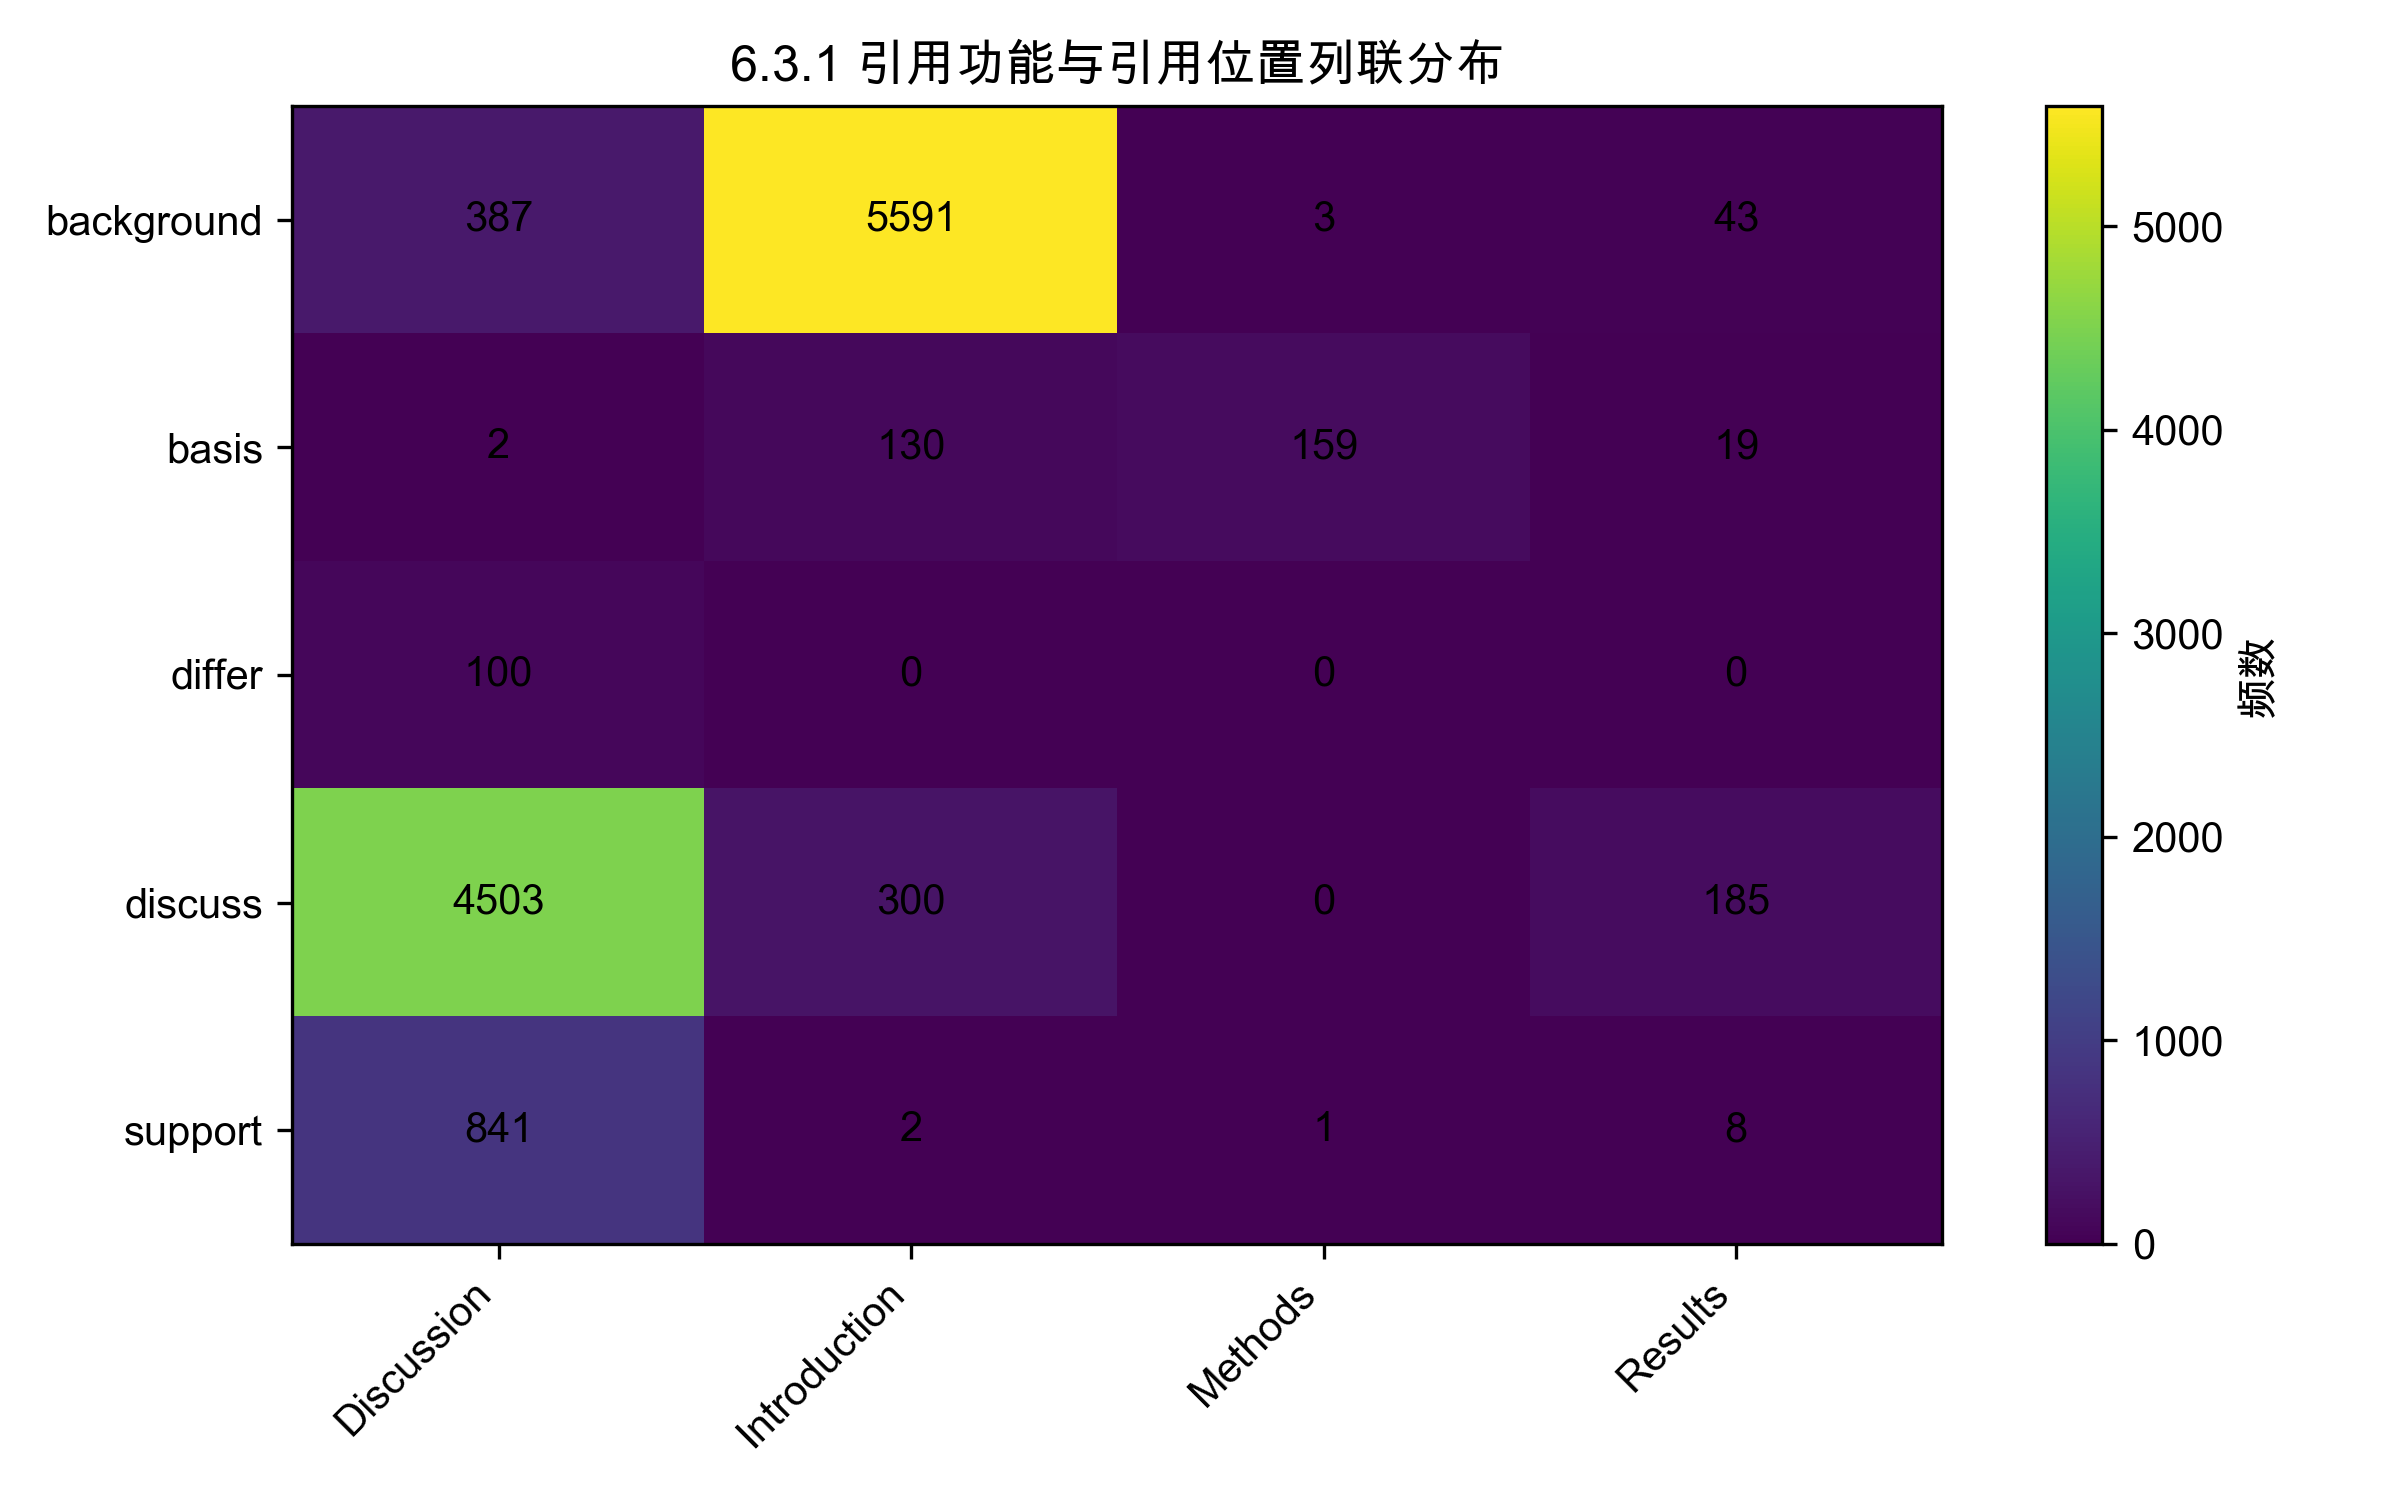 6.3.1 引用功能与引用位置列联分布
background 387 5591 3 43
basis 2 130 159 19
differ 100 0 0 0
discuss 4503 300 0 185
support 841 2 1 8
Discussion Introduction Methods Results
5000
4000
3000
2000
1000
0
频数